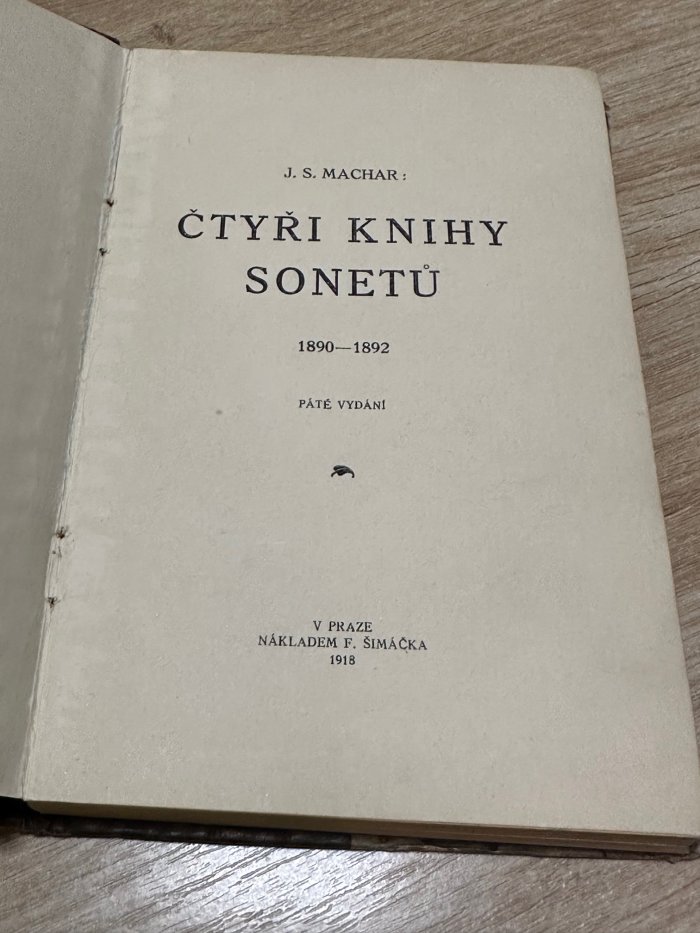 J. S. MACHAR:
ČTYŘI KNIHY
SONETŮ
1890—1892
PÁTÉ VYDÁNÍ
V PRAZE
NÁKLADEM F. ŠIMÁČKA
1918